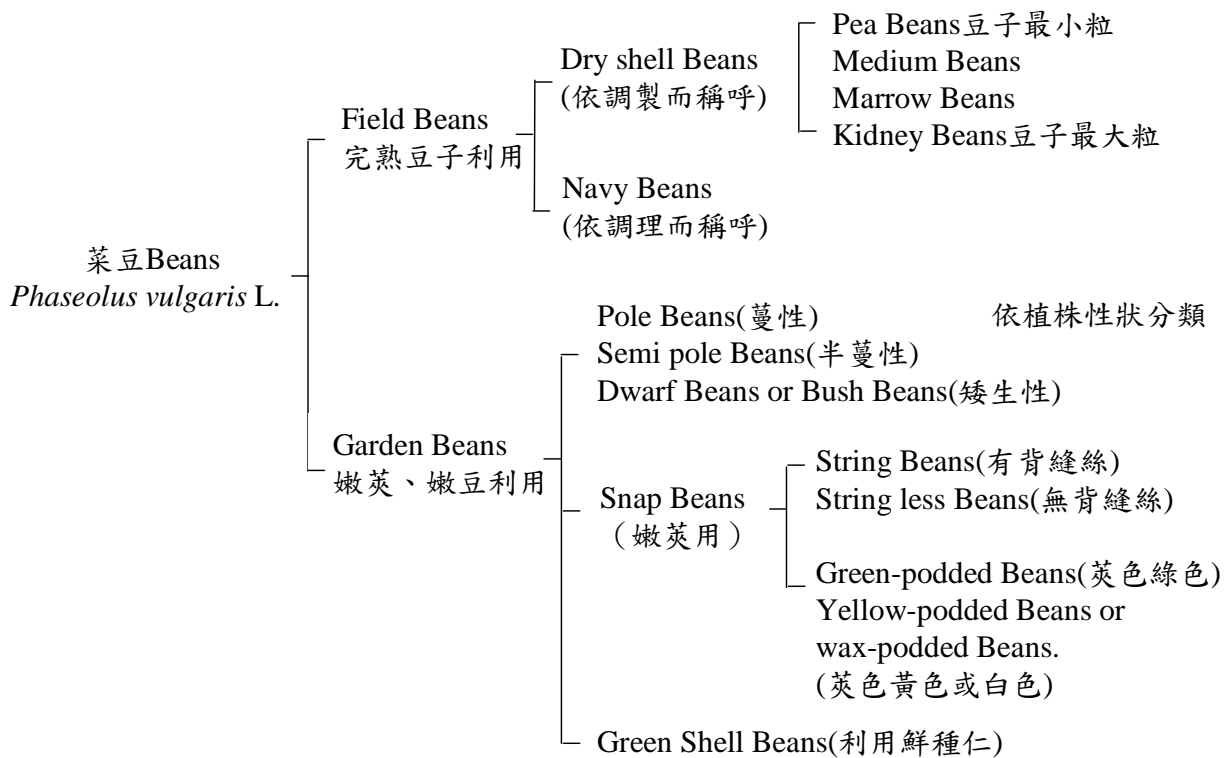 菜豆Beans
Phaseolus vulgaris L.
Field Beans
完熟豆子利用
Dry shell Beans
(依調製而稱呼)
Pea Beans豆子最小粒
Medium Beans
Marrow Beans
Kidney Beans豆子最大粒
Navy Beans
(依調理而稱呼)
Garden Beans
嫩莢、嫩豆利用
Pole Beans(蔓性) 依植株性狀分類
Semi pole Beans(半蔓性)
Dwarf Beans or Bush Beans(矮生性)
Snap Beans
（嫩莢用）
String Beans(有背縫絲)
String less Beans(無背縫絲)
Green-podded Beans(莢色綠色)
Yellow-podded Beans or
wax-podded Beans.
(莢色黃色或白色)
Green Shell Beans(利用鮮種仁)